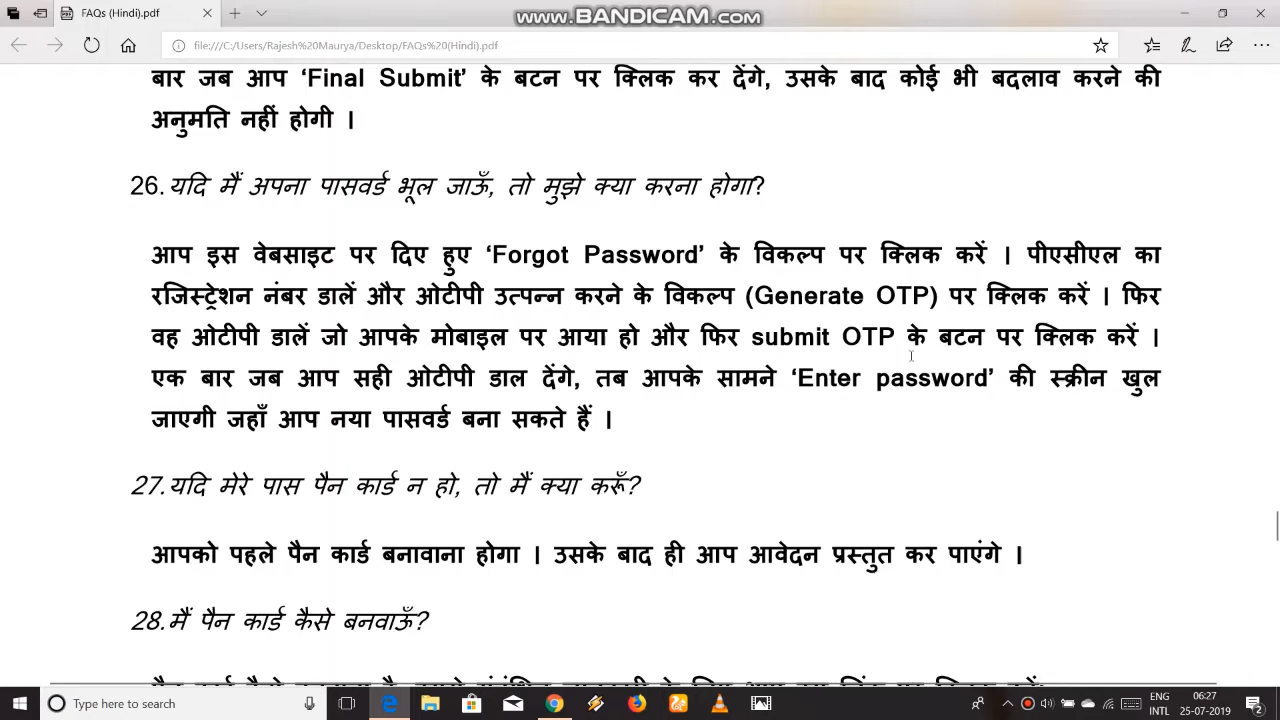 www.BANDICAM.com
FAQs (Hindi).pdf
file:///C:/Users/Rajesh%20Maurya/Desktop/FAQs%20(Hindi).pdf
बार जब आप ‘Final Submit’ के बटन पर क्लिक कर देंगे, उसके बाद कोई भी बदलाव करने की
अनुमति नहीं होगी ।
26. यदि मैं अपना पासवर्ड भूल जाऊँ, तो मुझे क्या करना होगा?
आप इस वेबसाइट पर दिए हुए ‘Forgot Password’ के विकल्प पर क्लिक करें । पीएसीएल का
रजिस्ट्रेशन नंबर डालें और ओटीपी उत्पन्न करने के विकल्प (Generate OTP) पर क्लिक करें । फिर
वह ओटीपी डालें जो आपके मोबाइल पर आया हो और फिर submit OTP के बटन पर क्लिक करें ।
एक बार जब आप सही ओटीपी डाल देंगे, तब आपके सामने ‘Enter password’ की स्क्रीन खुल
जाएगी जहाँ आप नया पासवर्ड बना सकते हैं ।
27. यदि मेरे पास पैन कार्ड न हो, तो मैं क्या करूँ?
आपको पहले पैन कार्ड बनावाना होगा । उसके बाद ही आप आवेदन प्रस्तुत कर पाएंगे ।
28. मैं पैन कार्ड कैसे बनवाऊँ?
Type here to search
ENG 06:27
INTL 25-07-2019